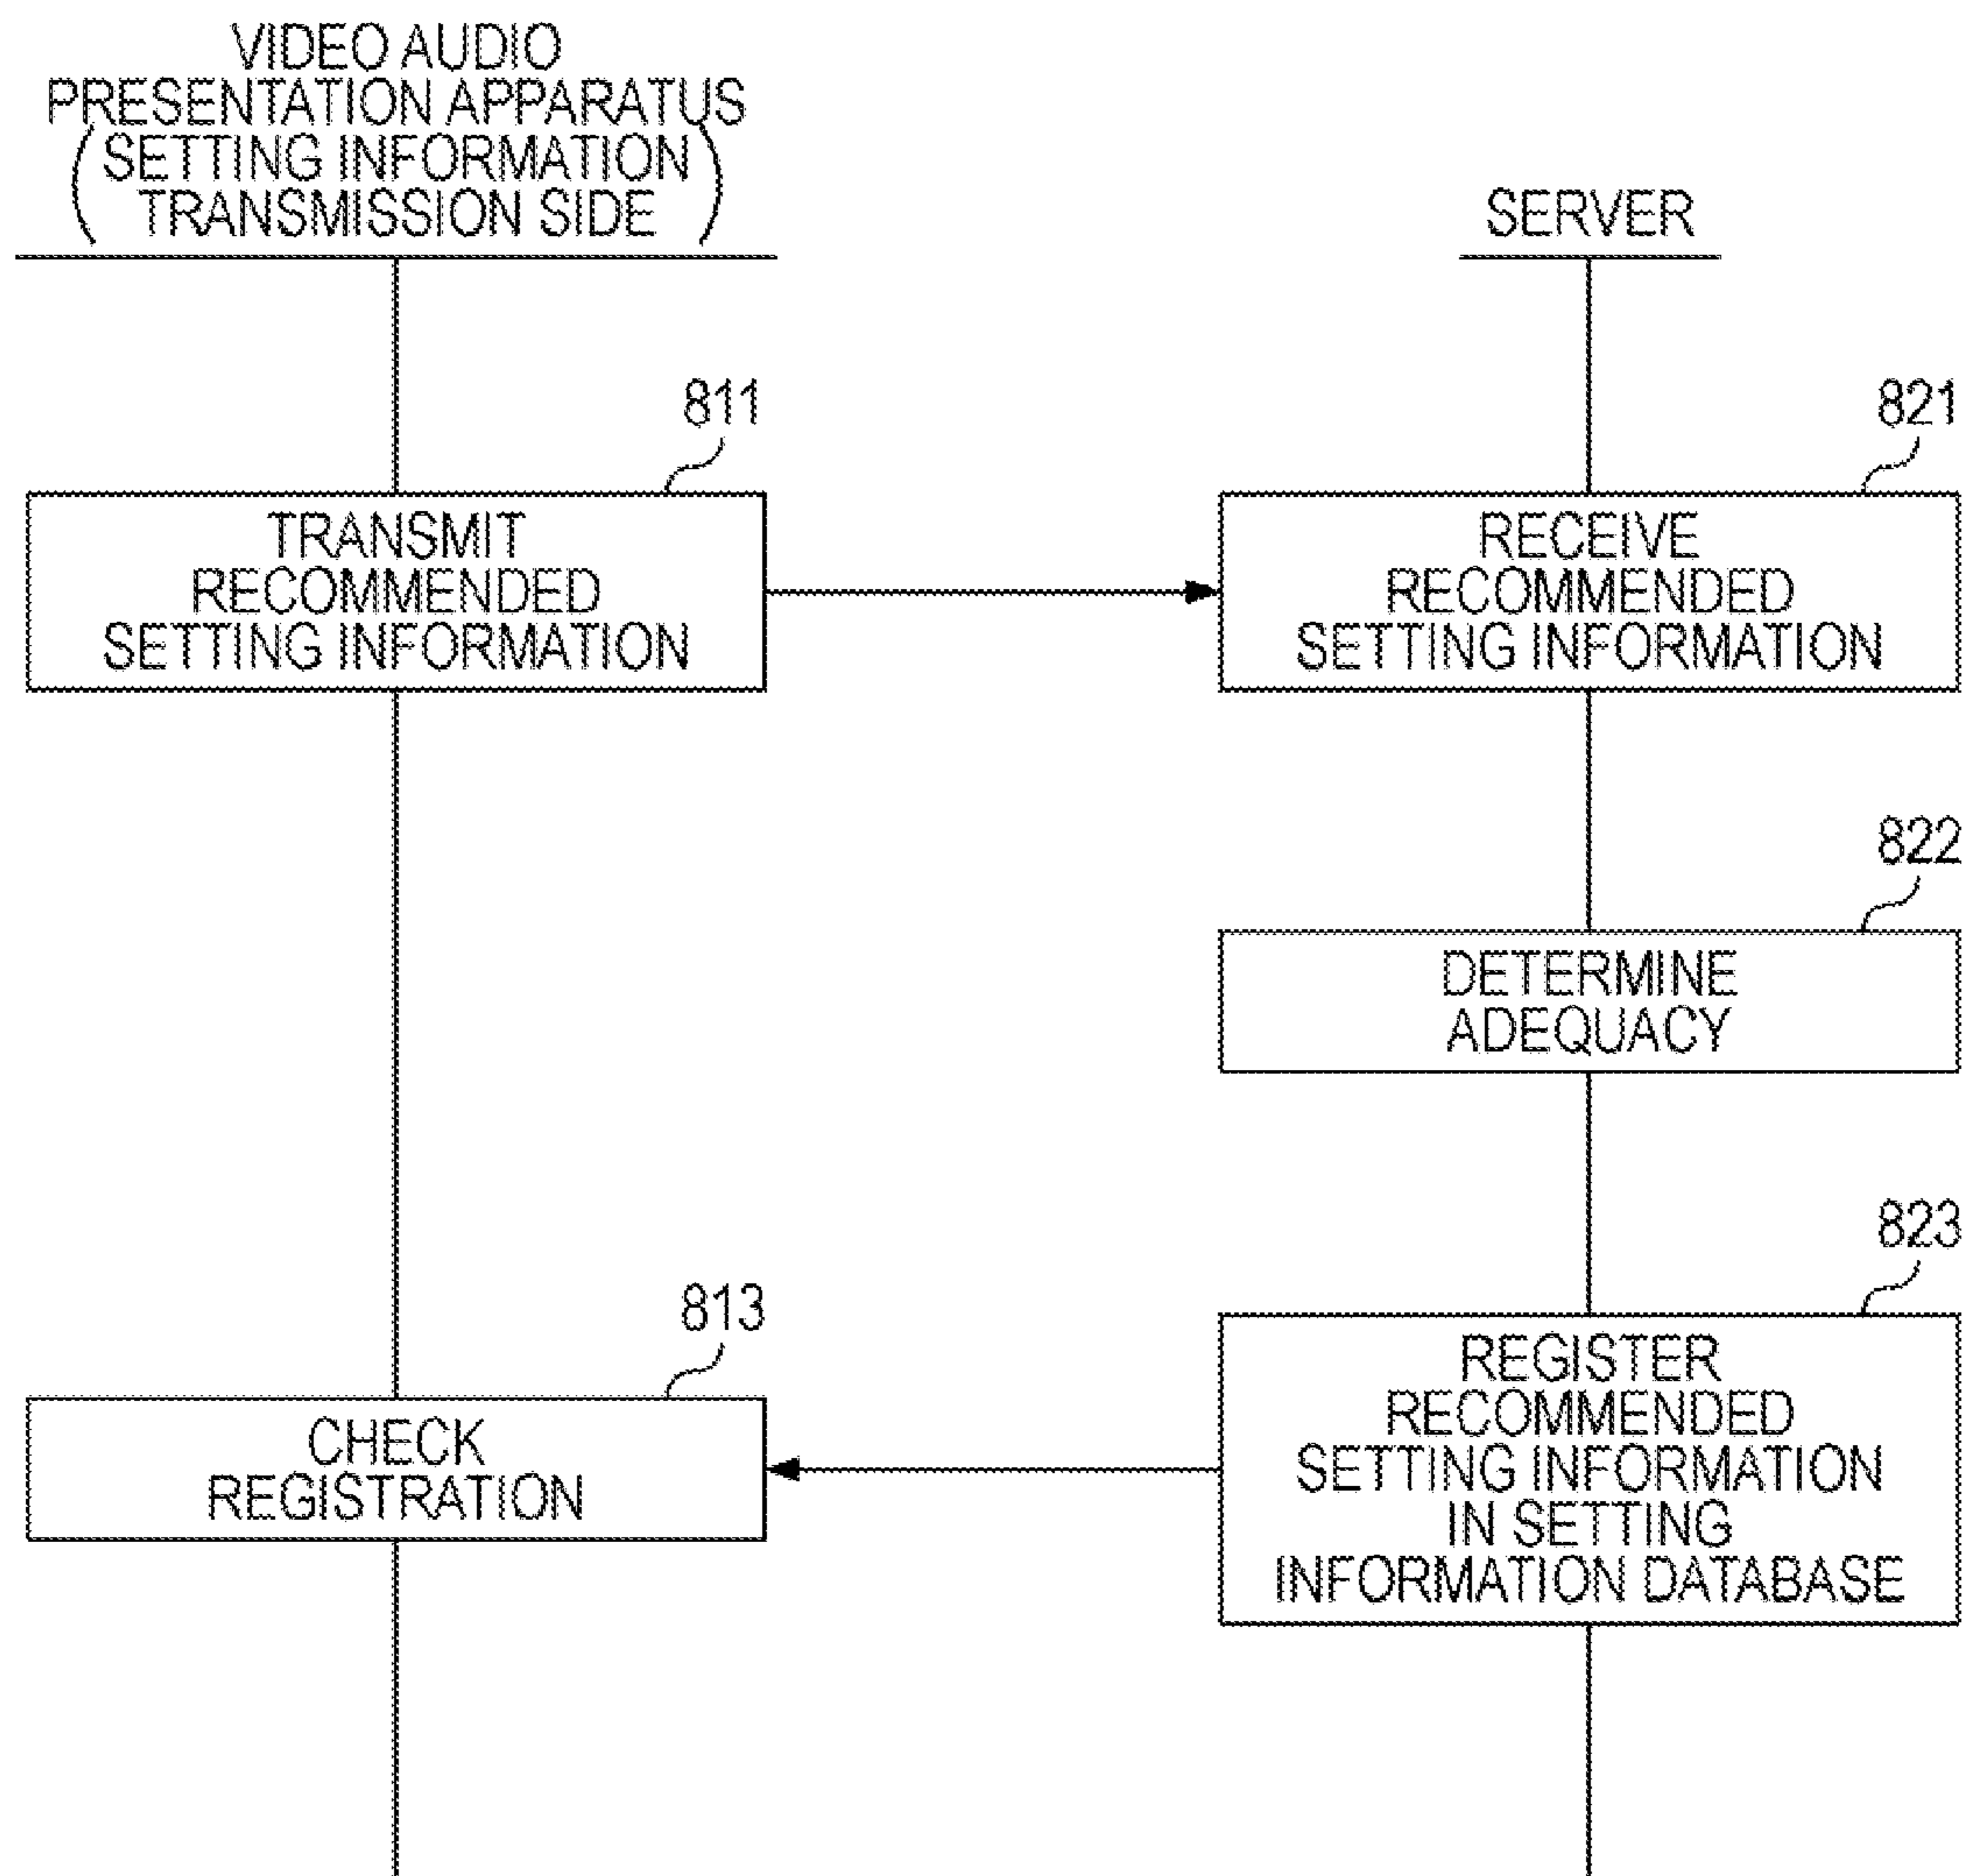 VIDEO AUDIO
PRESENTATION APPARATUS
(SETTING INFORMATION
TRANSMISSION SIDE)
SERVER
811
TRANSMIT
RECOMMENDED
SETTING INFORMATION
821
RECEIVE
RECOMMENDED
SETTING INFORMATION
822
DETERMINE
ADEQUACY
823
REGISTER
RECOMMENDED
SETTING INFORMATION
IN SETTING
INFORMATION DATABASE
813
CHECK
REGISTRATION